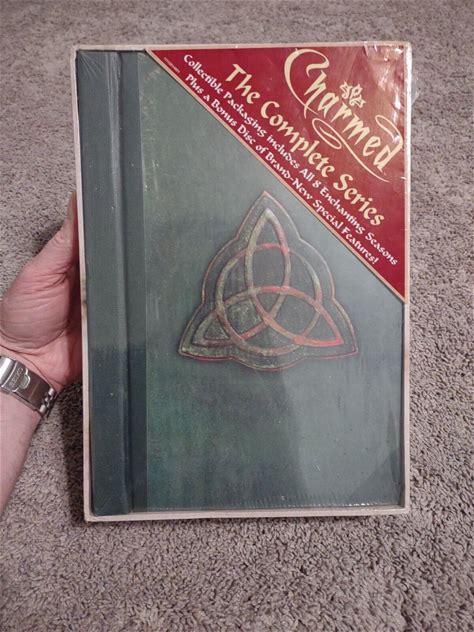 Charmed
The Complete Series
Collectible Packaging includes All 8 Enchanting Seasons
Plus a Bonus Disc of Brand-New Special Features!